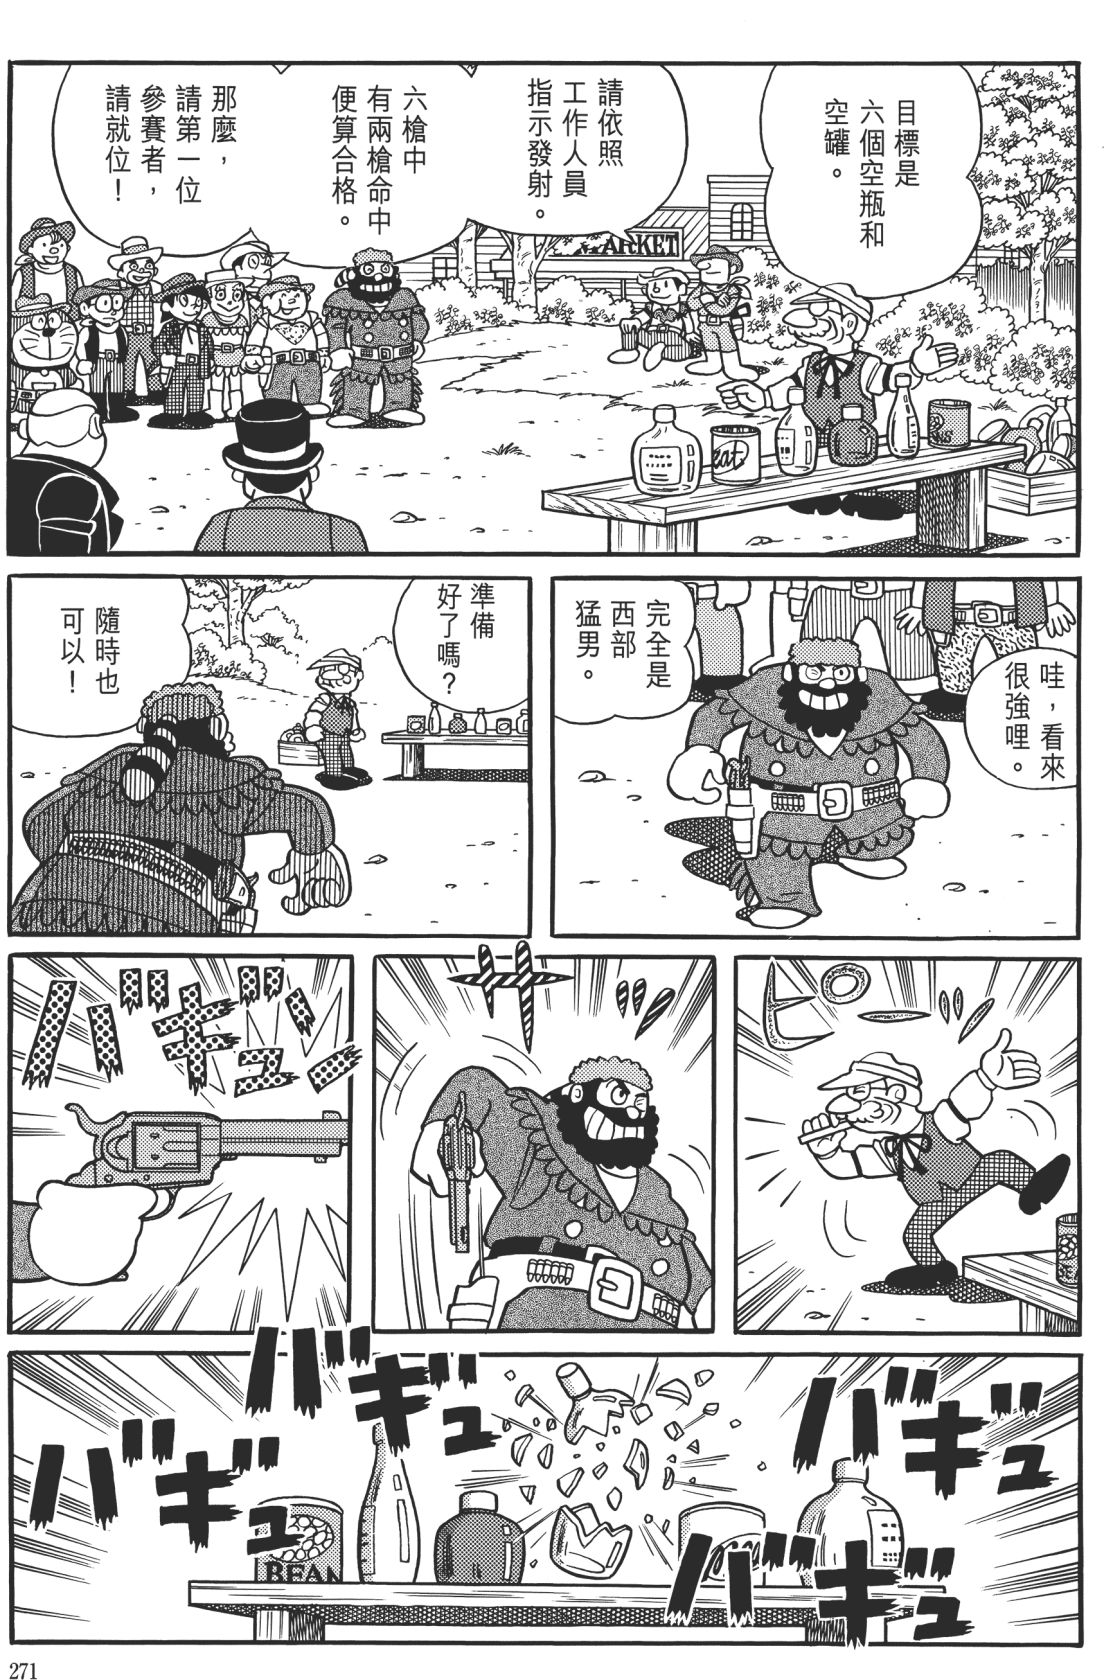 目標是
六個空瓶和
空罐。
請依照
工作人員
指示發射。
六槍中
有兩槍命中
便算合格。
那麼，
請第一位
參賽者，
請就位！
MARKET
eat
哇，看來
很強哩。
完全是
西部
猛男。
準備
好了嗎？
隨時也
可以！
ピーッ
サッ
バギューン
バギュ
バギュ
バギュ
バギュ
BEAN
271